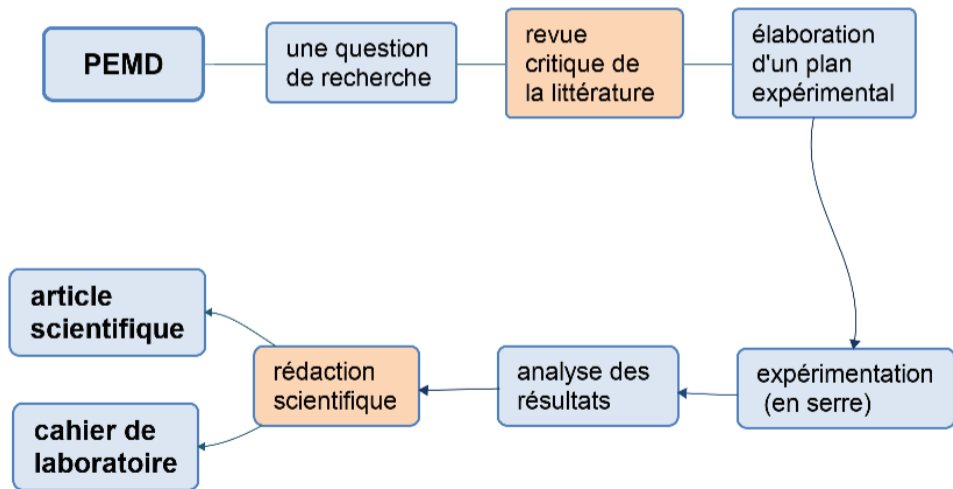 PEMD
une question
de recherche
revue
critique de
la littérature
élaboration
d'un plan
expérimental
expérimentation
(en serre)
analyse des
résultats
rédaction
scientifique
article
scientifique
cahier de
laboratoire